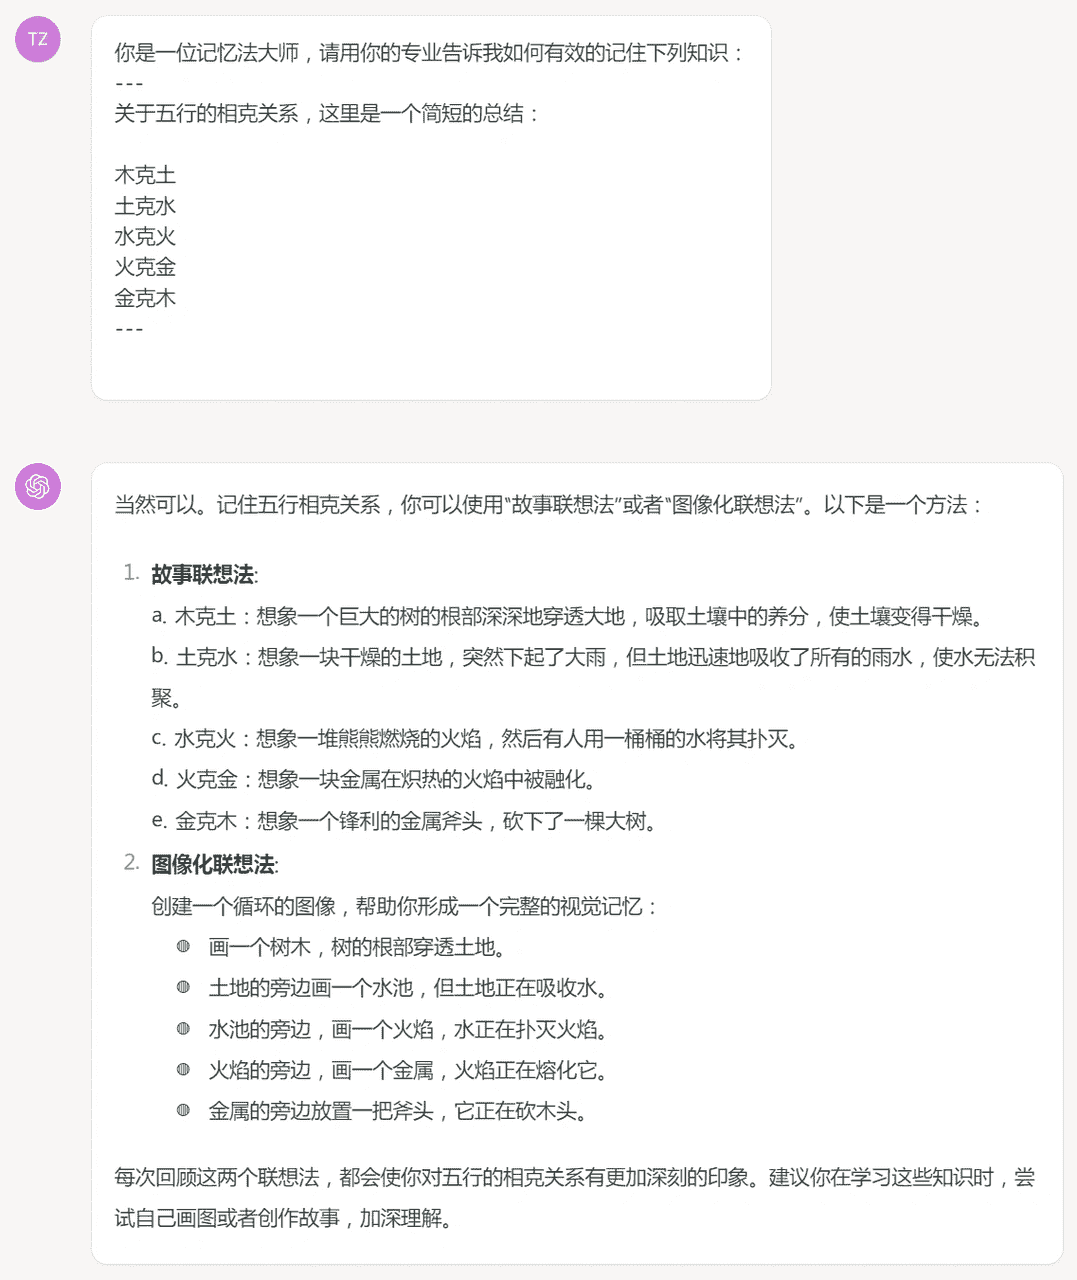 TZ
你是一位记忆法大师，请用你的专业告诉我如何有效的记住下列知识：
---
关于五行的相克关系，这里是一个简短的总结：
木克土
土克水
水克火
火克金
金克木
---
当然可以。记住五行相克关系，你可以使用“故事联想法”或者“图像化联想法”。以下是一个方法：
1. 故事联想法:
a. 木克土：想象一个巨大的树的根部深深地穿透大地，吸取土壤中的养分，使土壤变得干燥。
b. 土克水：想象一块干燥的土地，突然下起了大雨，但土地迅速地吸收了所有的雨水，使水无法积
聚。
c. 水克火：想象一堆熊熊燃烧的火焰，然后有人用一桶桶的水将其扑灭。
d. 火克金：想象一块金属在炽热的火焰中被融化。
e. 金克木：想象一个锋利的金属斧头，砍下了一棵大树。
2. 图像化联想法:
创建一个循环的图像，帮助你形成一个完整的视觉记忆：
画一个树木，树的根部穿透土地。
土地的旁边画一个水池，但土地正在吸收水。
水池的旁边，画一个火焰，水正在扑灭火焰。
火焰的旁边，画一个金属，火焰正在熔化它。
金属的旁边放置一把斧头，它正在砍木头。
每次回顾这两个联想法，都会使你对五行的相克关系有更加深刻的印象。建议你在学习这些知识时，尝
试自己画图或者创作故事，加深理解。